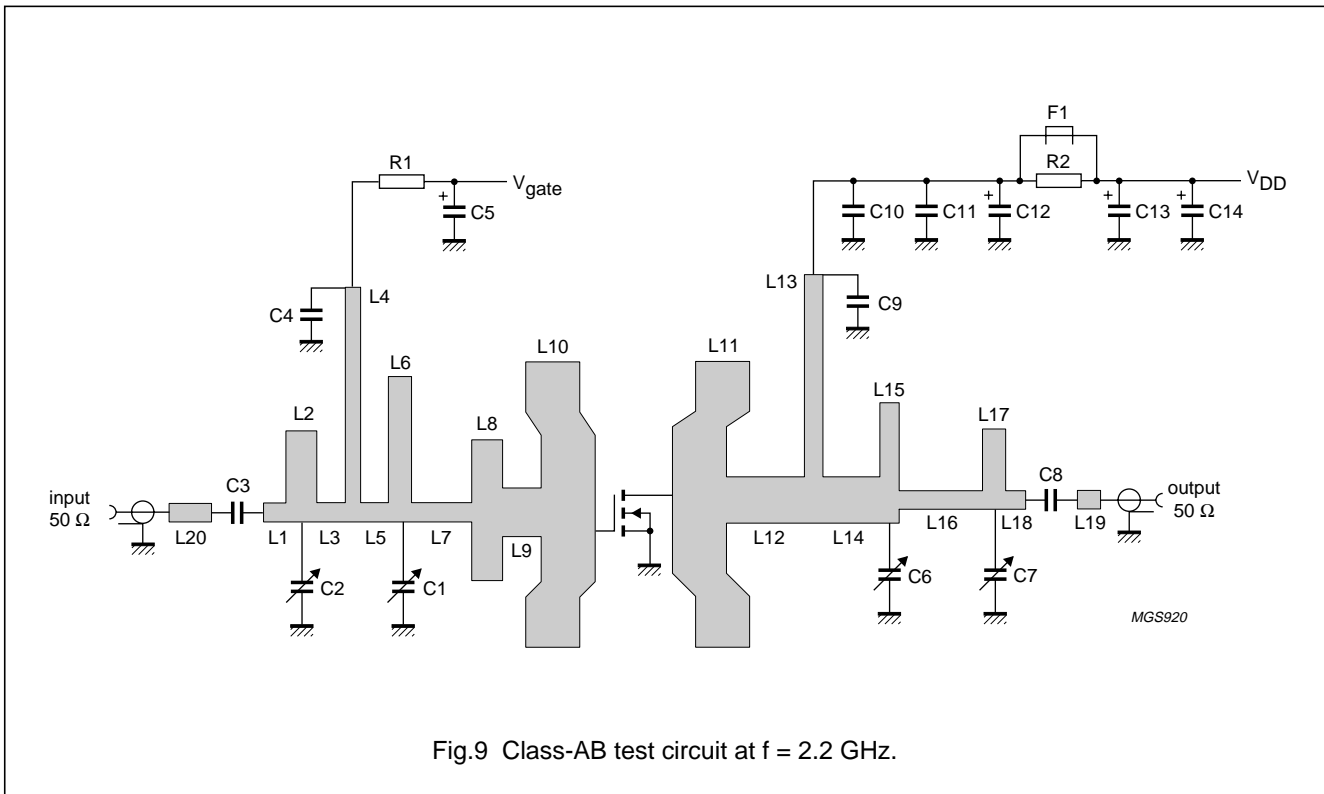 F1
R1
R2
Vgate
VDD
+
C5
C10
C11
+
C12
+
C13
+
C14
L4
L13
C4
C9
L10
L11
L6
L2
L8
L15
L17
input
50 Ω
C3
C8
output
50 Ω
L20
L1
L3
L5
L7
L9
L12
L14
L16
L18
L19
C2
C1
C6
C7
MGS920
Fig.9 Class-AB test circuit at f = 2.2 GHz.